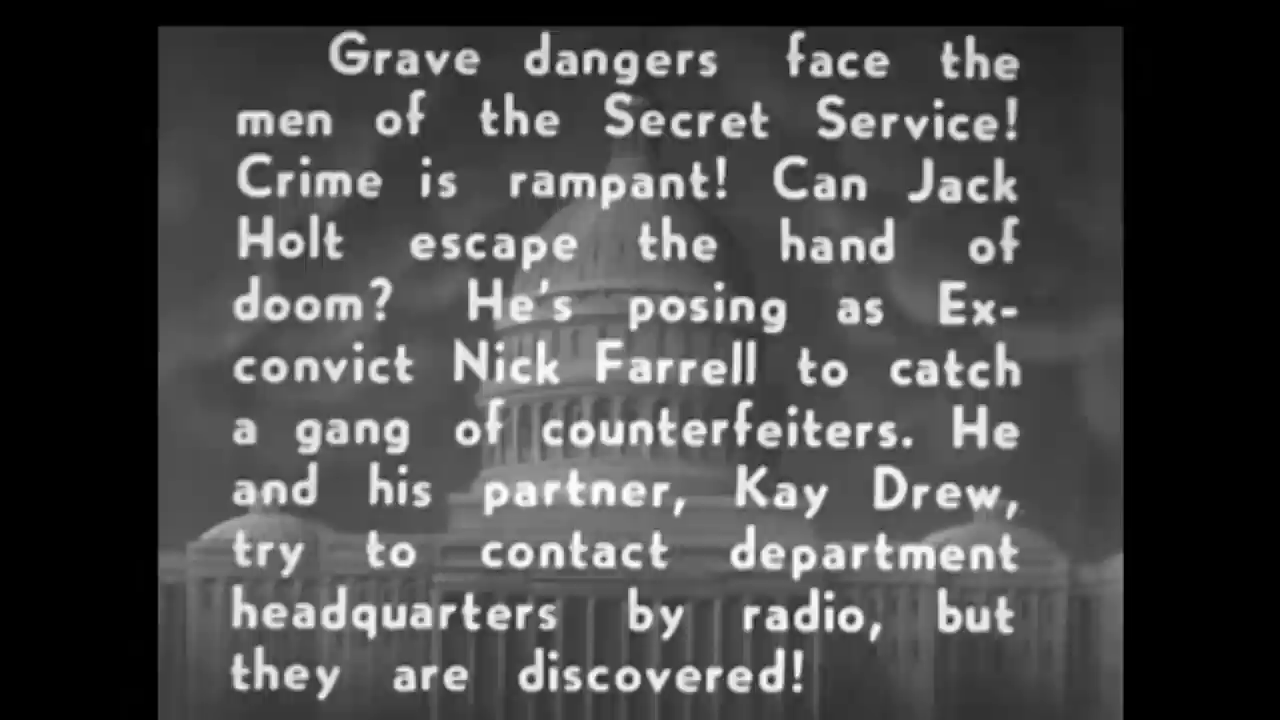 Grave dangers face the
men of the Secret Service!
Crime is rampant! Can Jack
Holt escape the hand of
doom? He's posing as Ex-
convict Nick Farrell to catch
a gang of counterfeiters. He
and his partner, Kay Drew,
try to contact department
headquarters by radio, but
they are discovered!